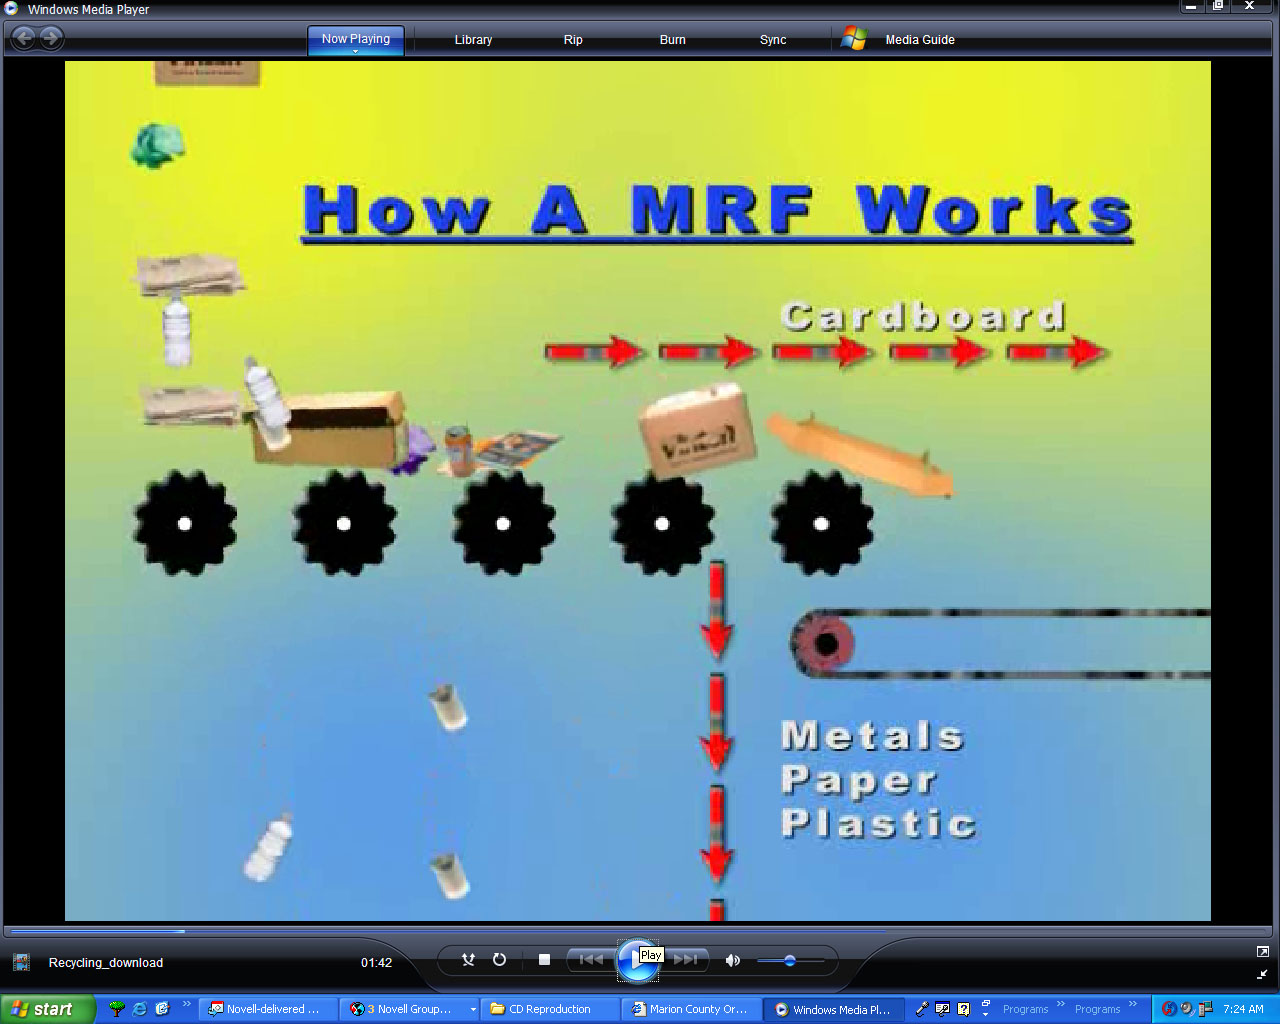 Windows Media Player
Now Playing
Library
Rip
Burn
Sync
Media Guide
How A MRF Works
Cardboard
Metals
Paper
Plastic
Recycling_download
01:42
Play
start
Novell-delivered ...
3 Novell Group...
CD Reproduction
Marion County Or...
Windows Media Pl...
Programs
Programs
7:24 AM